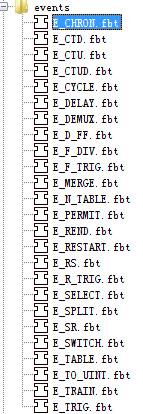 events
E_CHRON.fbt
E_CTD.fbt
E_CTU.fbt
E_CTUD.fbt
E_CYCLE.fbt
E_DELAY.fbt
E_DEMUX.fbt
E_D_FF.fbt
E_F_DIV.fbt
E_F_TRIG.fbt
E_MERGE.fbt
E_N_TABLE.fbt
E_PERMIT.fbt
E_REND.fbt
E_RESTART.fbt
E_RS.fbt
E_R_TRIG.fbt
E_SELECT.fbt
E_SPLIT.fbt
E_SR.fbt
E_SWITCH.fbt
E_TABLE.fbt
E_TO_UINT.fbt
E_TRAIN.fbt
E_TRIG.fbt